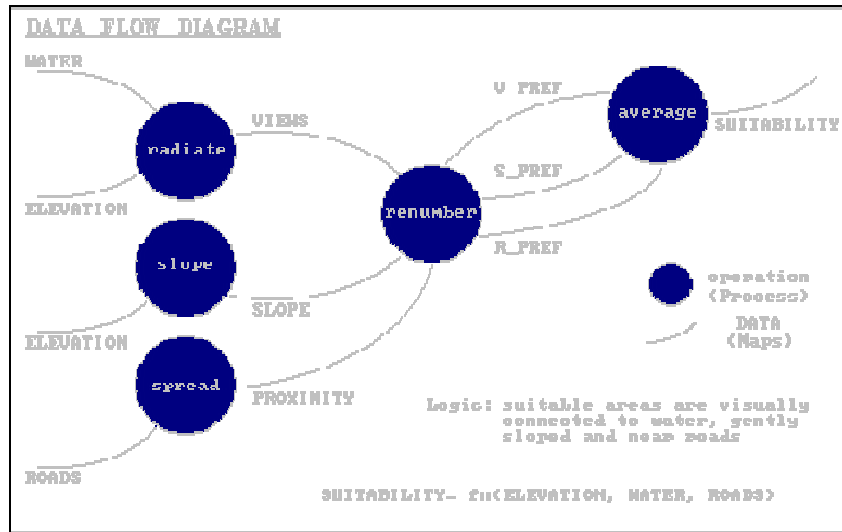 DATA FLOW DIAGRAM
WATER
radiate
VIEWS
ELEVATION
slope
SLOPE
ELEVATION
spread
PROXIMITY
ROADS
renumber
V PREF
S_PREF
R_PREF
average
SUITABILITY
operation
(Process)
DATA
(Maps)
Logic: suitable areas are visually
connected to water, gently
sloped and near roads
SUITABILITY= fn(ELEVATION, WATER, ROADS)